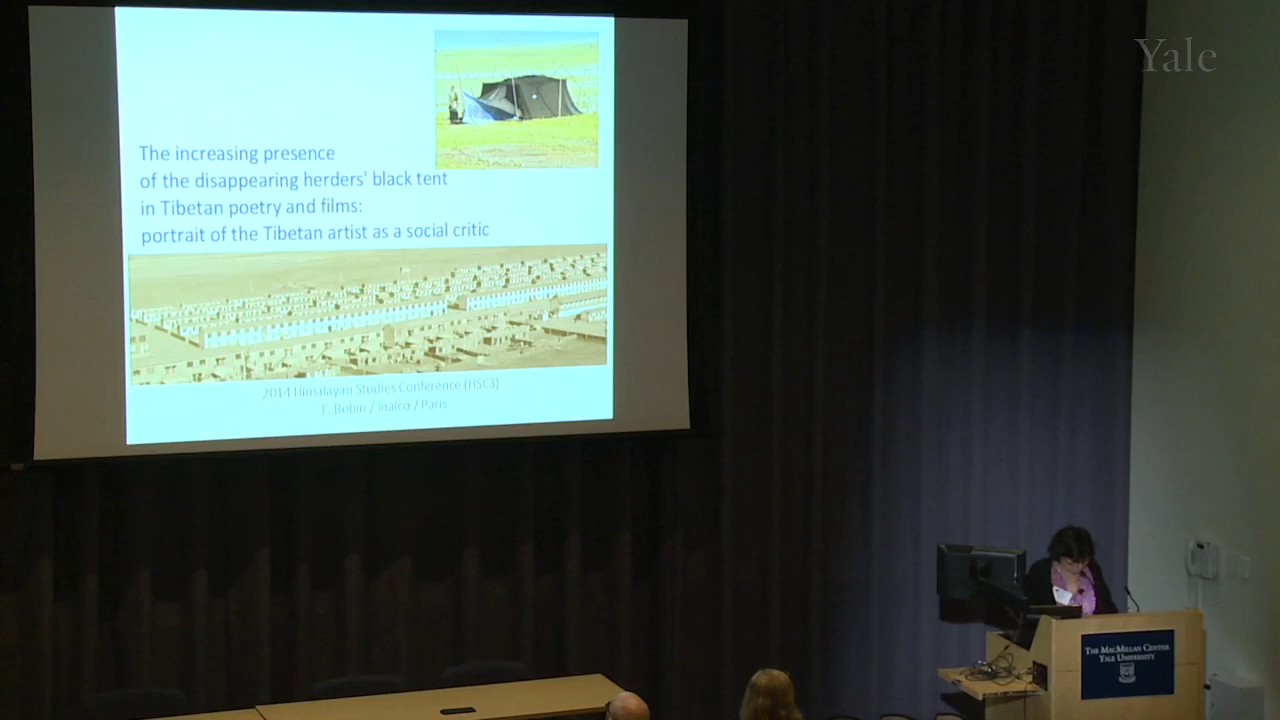 Yale
The increasing presence
of the disappearing herders' black tent
in Tibetan poetry and films:
portrait of the Tibetan artist as a social critic
2014 Himalayan Studies Conference (HSC3)
F. Robin / Inalco / Paris
THE MACMILLAN CENTER
YALE UNIVERSITY